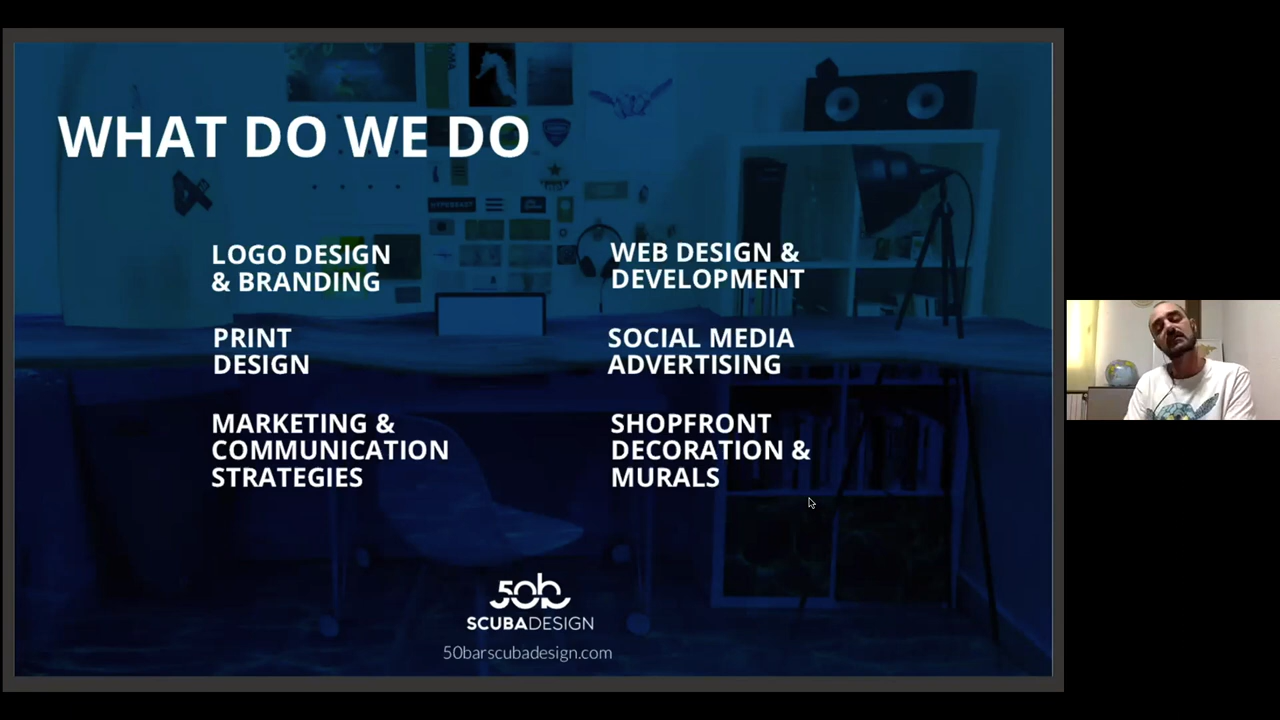 WHAT DO WE DO
LOGO DESIGN
& BRANDING
PRINT
DESIGN
MARKETING &
COMMUNICATION
STRATEGIES
WEB DESIGN &
DEVELOPMENT
SOCIAL MEDIA
ADVERTISING
SHOPFRONT
DECORATION &
MURALS
50b
SCUBADESIGN
50barscubadesign.com